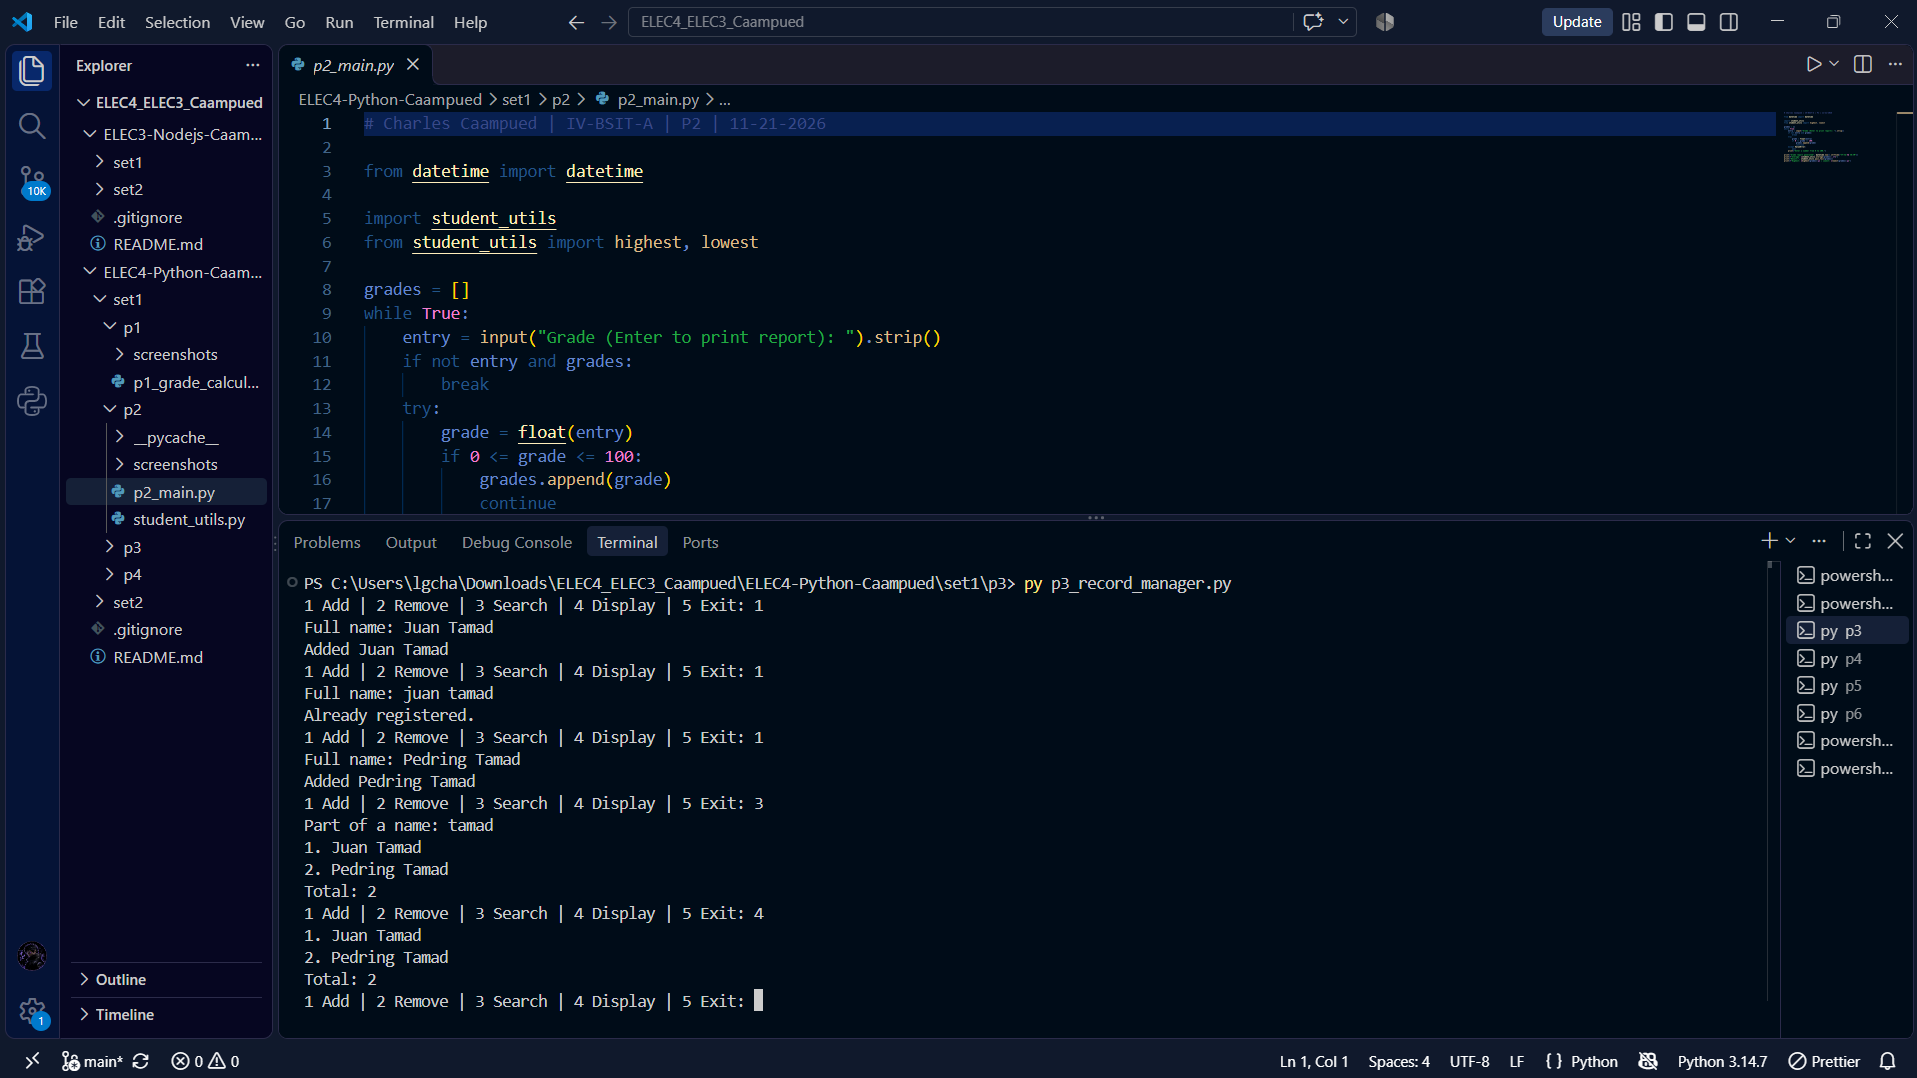 File Edit Selection View Go Run Terminal Help
ELEC4_ELEC3_Caampued
Update
Explorer
ELEC4_ELEC3_Caampued
ELEC3-Nodejs-Caam...
set1
set2
.gitignore
README.md
ELEC4-Python-Caam...
set1
p1
screenshots
p1_grade_calcul...
p2
__pycache__
screenshots
p2_main.py
student_utils.py
p3
p4
set2
.gitignore
README.md
Outline
Timeline
10K
1
p2_main.py
ELEC4-Python-Caampued > set1 > p2 > p2_main.py > ...
1 # Charles Caampued | IV-BSIT-A | P2 | 11-21-2026
2
3 from datetime import datetime
4
5 import student_utils
6 from student_utils import highest, lowest
7
8 grades = []
9 while True:
10 entry = input("Grade (Enter to print report): ").strip()
11 if not entry and grades:
12 break
13 try:
14 grade = float(entry)
15 if 0 <= grade <= 100:
16 grades.append(grade)
17 continue
Problems Output Debug Console Terminal Ports
PS C:\Users\lgcha\Downloads\ELEC4_ELEC3_Caampued\ELEC4-Python-Caampued\set1\p3> py p3_record_manager.py
1 Add | 2 Remove | 3 Search | 4 Display | 5 Exit: 1
Full name: Juan Tamad
Added Juan Tamad
1 Add | 2 Remove | 3 Search | 4 Display | 5 Exit: 1
Full name: juan tamad
Already registered.
1 Add | 2 Remove | 3 Search | 4 Display | 5 Exit: 1
Full name: Pedring Tamad
Added Pedring Tamad
1 Add | 2 Remove | 3 Search | 4 Display | 5 Exit: 3
Part of a name: tamad
1. Juan Tamad
2. Pedring Tamad
Total: 2
1 Add | 2 Remove | 3 Search | 4 Display | 5 Exit: 4
1. Juan Tamad
2. Pedring Tamad
Total: 2
1 Add | 2 Remove | 3 Search | 4 Display | 5 Exit:
powersh...
powersh...
py p3
py p4
py p5
py p6
powersh...
powersh...
main* 0 0
Ln 1, Col 1 Spaces: 4 UTF-8 LF {} Python Python 3.14.7 Prettier